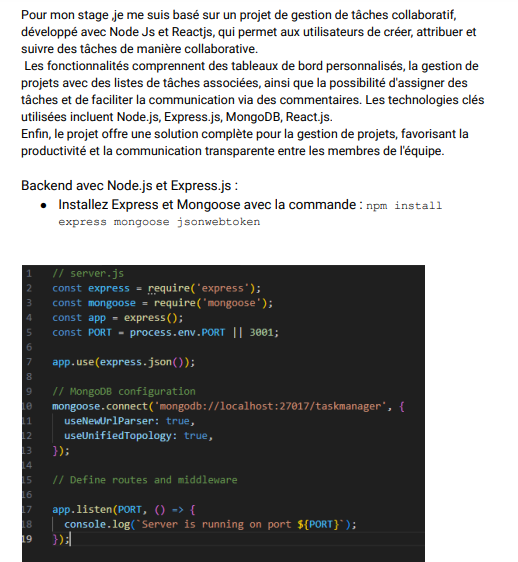 Pour mon stage ,je me suis basé sur un projet de gestion de tâches collaboratif,
développé avec Node Js et Reactjs, qui permet aux utilisateurs de créer, attribuer et
suivre des tâches de manière collaborative.
Les fonctionnalités comprennent des tableaux de bord personnalisés, la gestion de
projets avec des listes de tâches associées, ainsi que la possibilité d'assigner des
tâches et de faciliter la communication via des commentaires. Les technologies clés
utilisées incluent Node.js, Express.js, MongoDB, React.js.
Enfin, le projet offre une solution complète pour la gestion de projets, favorisant la
productivité et la communication transparente entre les membres de l'équipe.
Backend avec Node.js et Express.js :
● Installez Express et Mongoose avec la commande : npm install
express mongoose jsonwebtoken
1 // server.js
2 const express = require('express');
3 const mongoose = require('mongoose');
4 const app = express();
5 const PORT = process.env.PORT || 3001;
6
7 app.use(express.json());
8
9 // MongoDB configuration
10 mongoose.connect('mongodb://localhost:27017/taskmanager', {
11 useNewUrlParser: true,
12 useUnifiedTopology: true,
13 });
14
15 // Define routes and middleware
16
17 app.listen(PORT, () => {
18 console.log(`Server is running on port ${PORT}`);
19 });